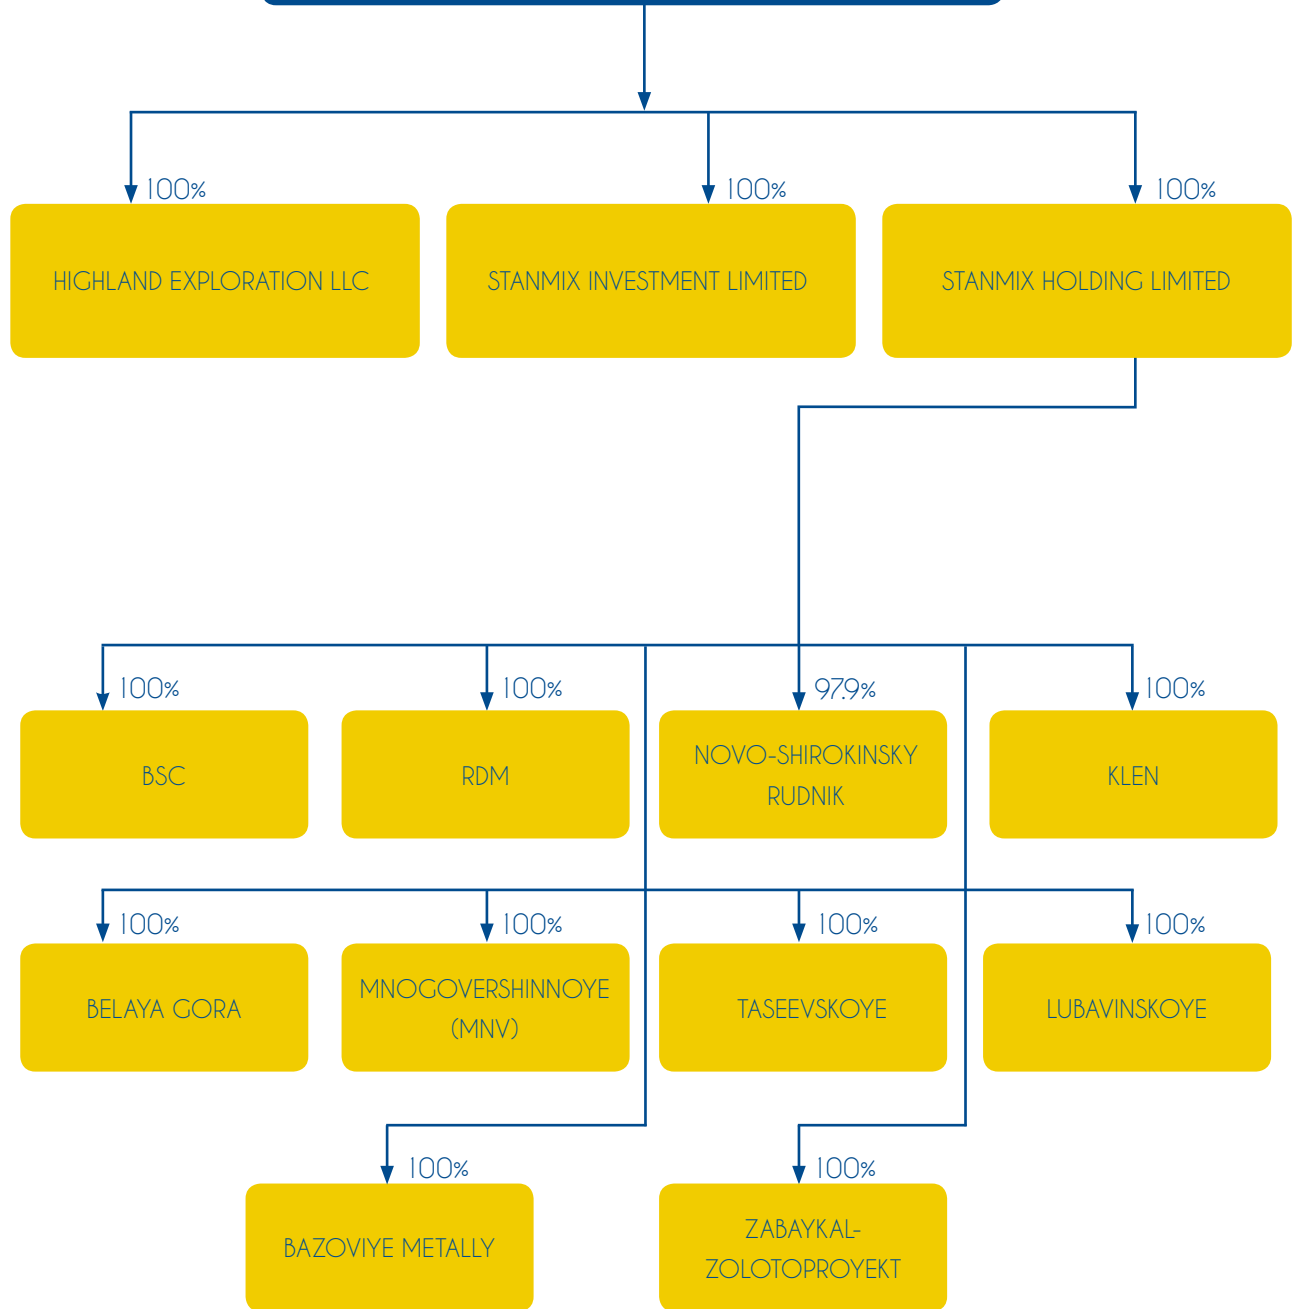 100%
100%
100%
HIGHLAND EXPLORATION LLC
STANMIX INVESTMENT LIMITED
STANMIX HOLDING LIMITED
100%
100%
97.9%
100%
BSC
RDM
NOVO-SHIROKINSKY
RUDNIK
KLEN
100%
100%
100%
100%
BELAYA GORA
MNOGOVERSHINNOYE
(MNV)
TASEEVSKOYE
LUBAVINSKOYE
100%
100%
BAZOVIYE METALLY
ZABAYKAL-
ZOLOTOPROYEKT